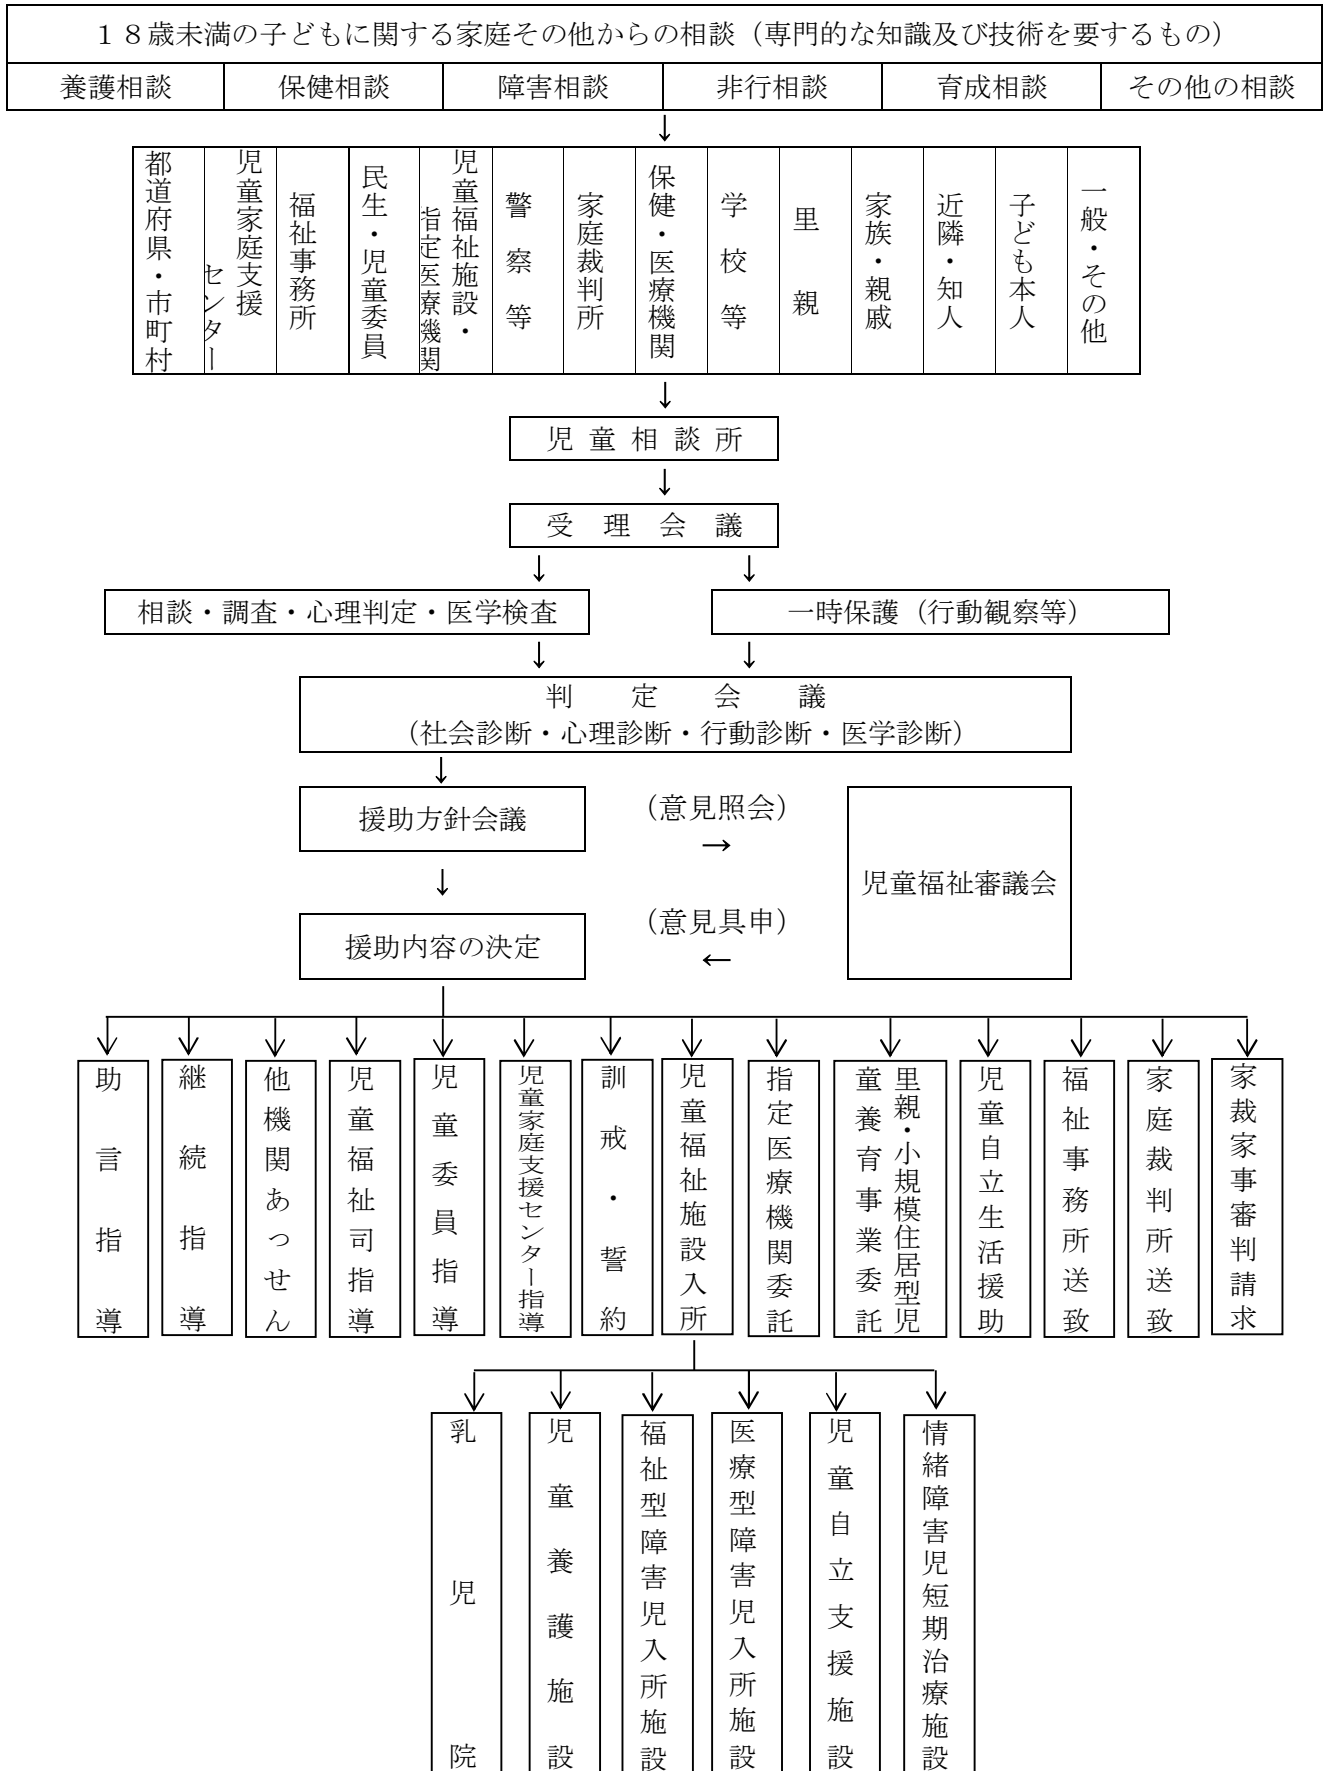 １８歳未満の子どもに関する家庭その他からの相談（専門的な知識及び技術を要するもの）
養護相談
保健相談
障害相談
非行相談
育成相談
その他の相談
↓
都道府県・市町村
児童家庭支援
センター
福祉事務所
民生・児童委員
児童福祉施設・
指定医療機関
警察等
家庭裁判所
保健・医療機関
学校等
里親
家族・親戚
近隣・知人
子ども本人
一般・その他
↓
児童相談所
↓
受理会議
↓ ↓
相談・調査・心理判定・医学検査
一時保護（行動観察等）
↓ ↓
判定会議
（社会診断・心理診断・行動診断・医学診断）
↓
援助方針会議
（意見照会）
→
児童福祉審議会
↓
（意見具申）
←
援助内容の決定
助言指導
継続指導
他機関あっせん
児童福祉司指導
児童委員指導
児童家庭支援センター指導
訓戒・誓約
児童福祉施設入所
指定医療機関委託
里親・小規模住居型児
童養育事業委託
児童自立生活援助
福祉事務所送致
家庭裁判所送致
家裁家事審判請求
乳児院
児童養護施設
福祉型障害児入所施設
医療型障害児入所施設
児童自立支援施設
情緒障害児短期治療施設